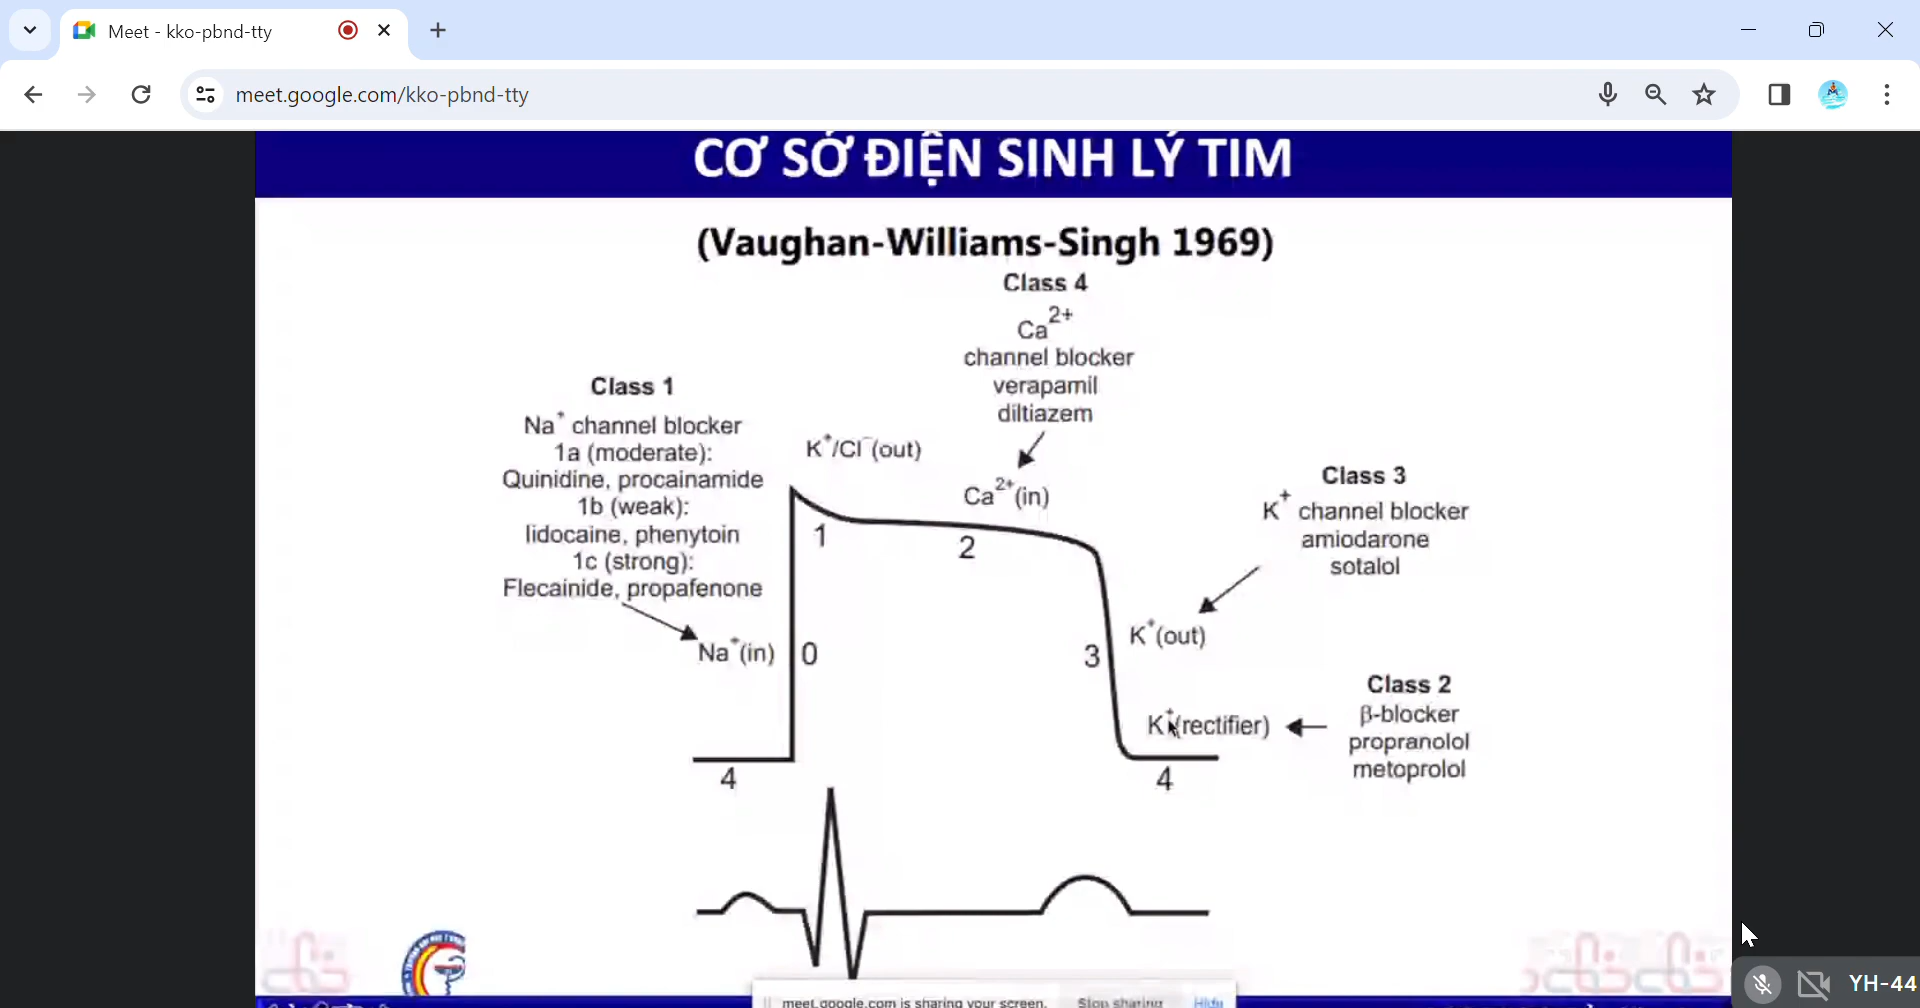 Meet - kko-pbnd-tty
meet.google.com/kko-pbnd-tty
CƠ SỞ ĐIỆN SINH LÝ TIM
(Vaughan-Williams-Singh 1969)
Class 4
Ca2+
channel blocker
verapamil
diltiazem
Class 1
Na+ channel blocker
1a (moderate):
Quinidine, procainamide
1b (weak):
lidocaine, phenytoin
1c (strong):
Flecainide, propafenone
K+/Cl-(out)
Ca2+(in)
Class 3
K+ channel blocker
amiodarone
sotalol
1
2
Na+(in)
0
3
K+(out)
Class 2
β-blocker
propranolol
metoprolol
K+(rectifier)
4
4
meet.google.com is sharing your screen.
Stop sharing
Hide
YH-44